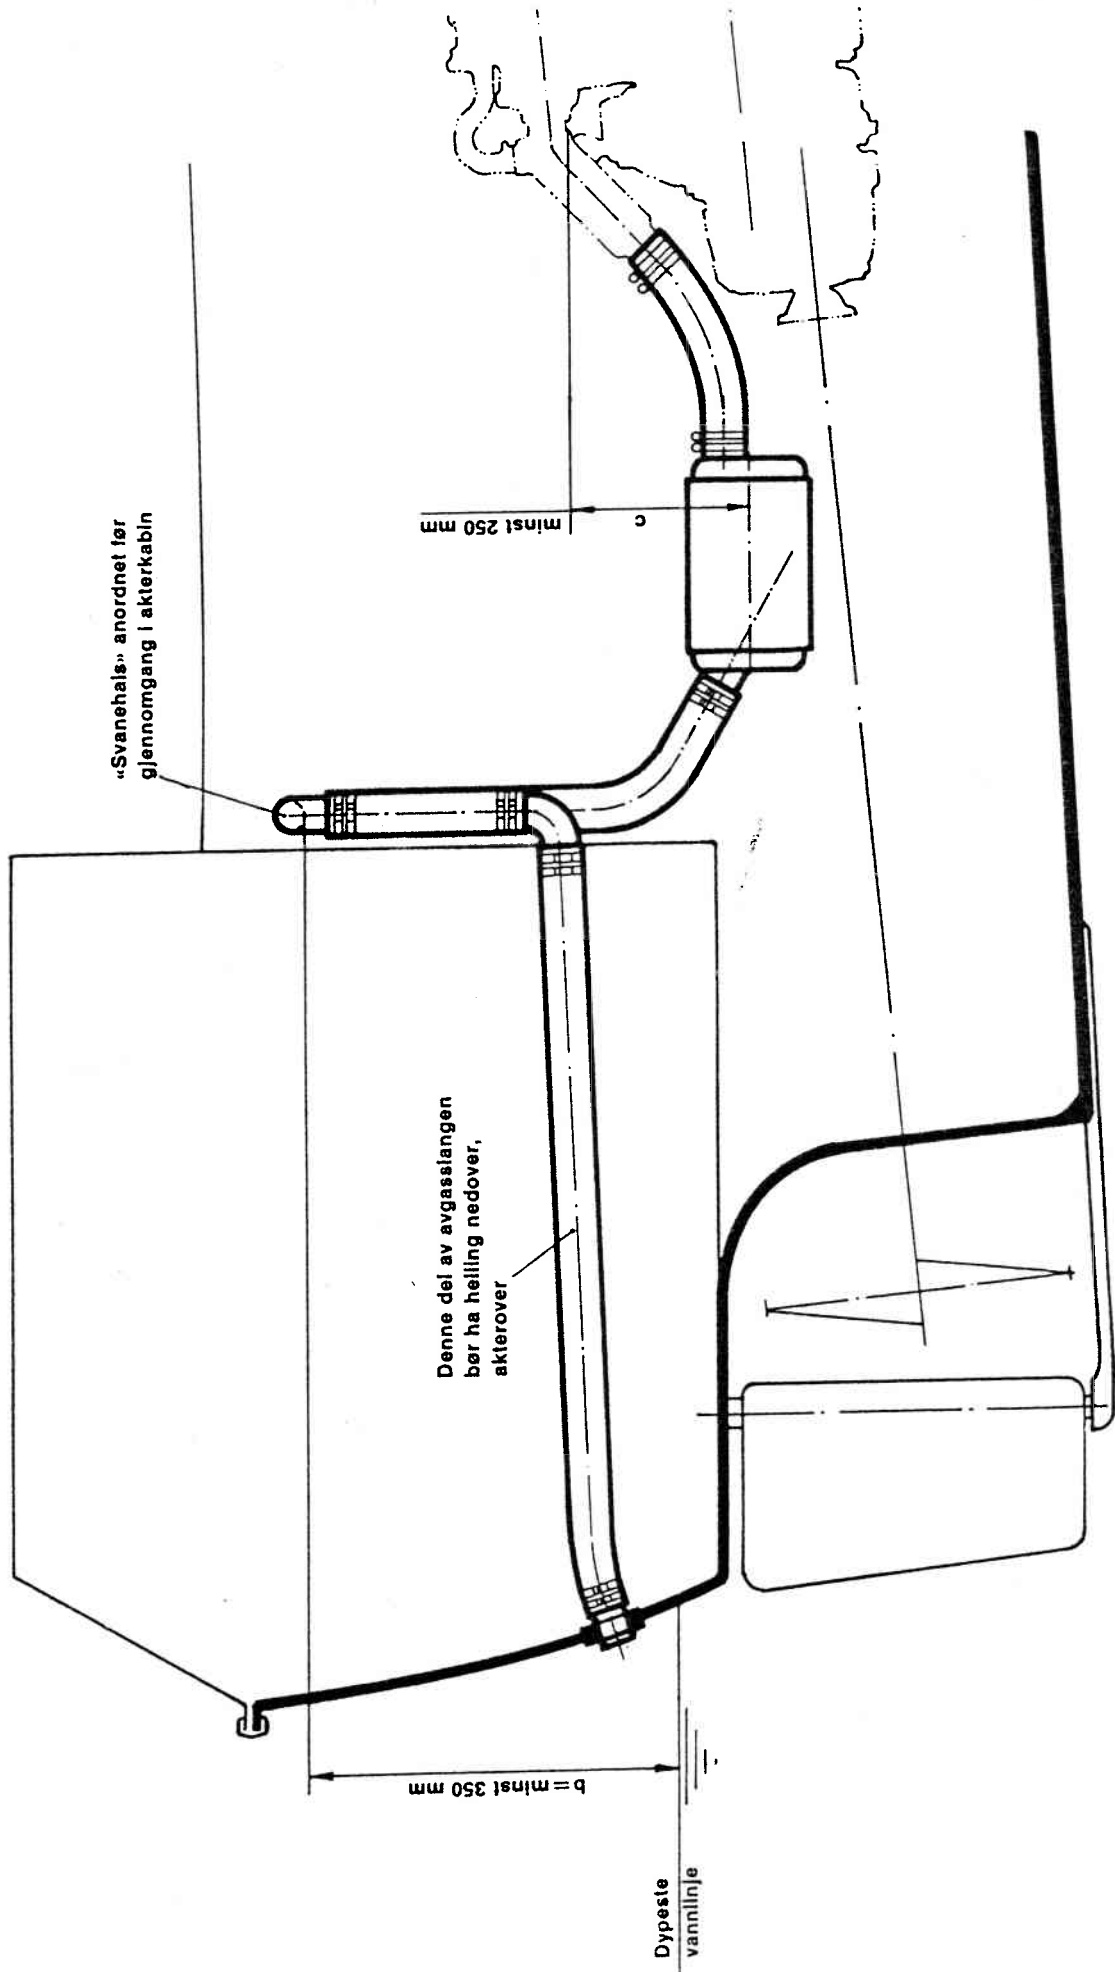 «Svanehals» anordnet før
gjennomgang i akterkabin
minst 250 mm
c
Denne del av avgasslangen
bør ha helling nedover,
akterover
b = minst 350 mm
Dypeste
vannlinje